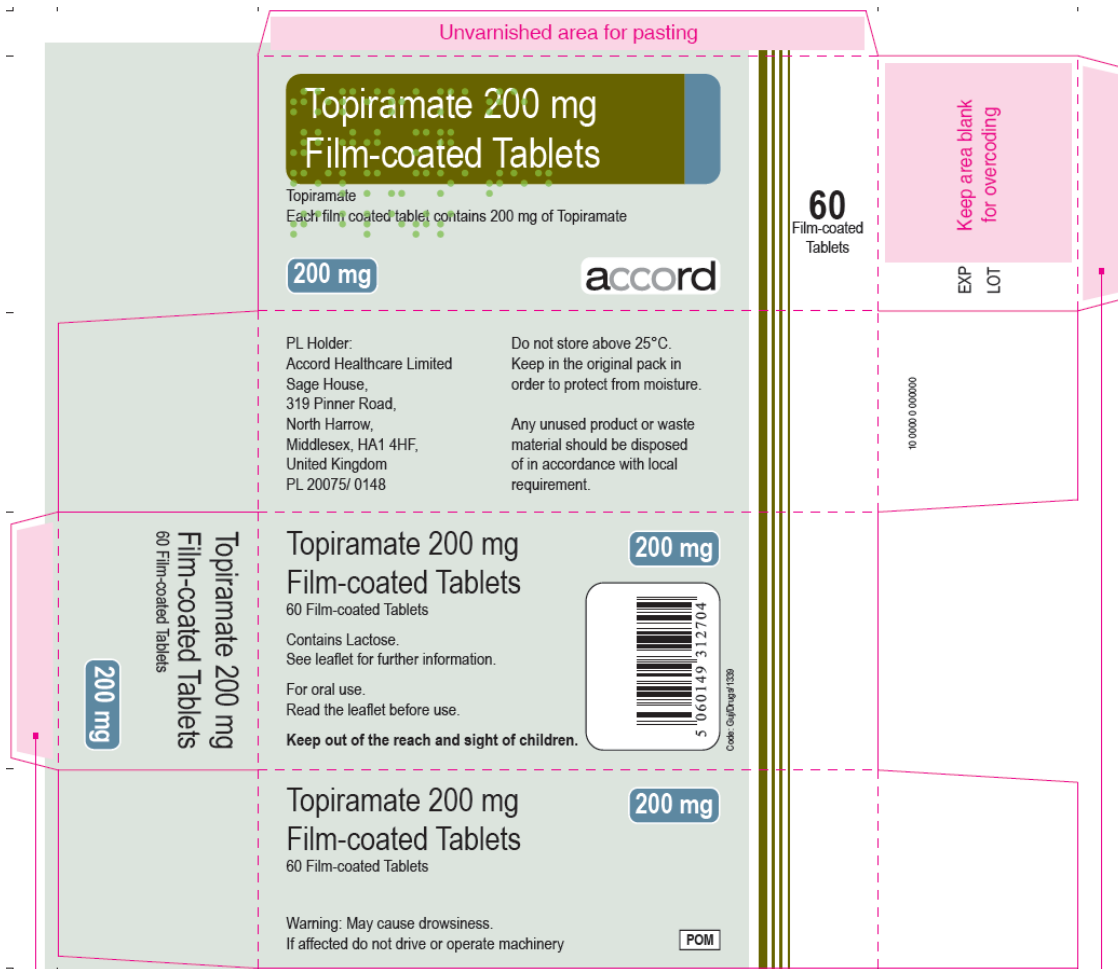 Unvarnished area for pasting
Topiramate 200 mg
Film-coated Tablets
Topiramate
Each film coated tablet contains 200 mg of Topiramate
200 mg
accord
60
Film-coated
Tablets
Keep area blank
for overcoding
EXP
LOT
PL Holder:
Accord Healthcare Limited
Sage House,
319 Pinner Road,
North Harrow,
Middlesex, HA1 4HF,
United Kingdom
PL 20075/ 0148
Do not store above 25°C.
Keep in the original pack in
order to protect from moisture.
Any unused product or waste
material should be disposed
of in accordance with local
requirement.
10 0000 0 000000
Topiramate 200 mg
Film-coated Tablets
60 Film-coated Tablets
200 mg
Topiramate 200 mg
Film-coated Tablets
60 Film-coated Tablets
200 mg
Contains Lactose.
See leaflet for further information.
For oral use.
Read the leaflet before use.
Keep out of the reach and sight of children.
5 060149 312704
Code: Guj/Drugs/1339
Topiramate 200 mg
Film-coated Tablets
60 Film-coated Tablets
200 mg
Warning: May cause drowsiness.
If affected do not drive or operate machinery
POM